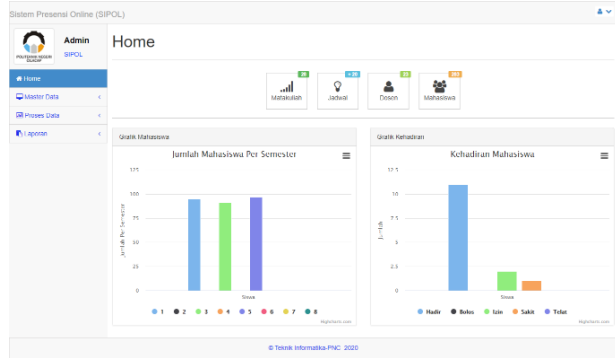 Sistem Presensi Online (SIPOL)
Admin
SIPOL
POLITEKNIK NEGERI
CILACAP
Home
Home
Master Data
Proses Data
Laporan
Matakuliah
Jadwal
Dosen
Mahasiswa
Grafik Mahasiswa
Jumlah Mahasiswa Per Semester
125
100
75
50
25
0
Jumlah Per Semester
Siswa
1 2 3 4 5 6 7 8
Highcharts.com
Grafik Kehadiran
Kehadiran Mahasiswa
12.5
10
7.5
5
2.5
0
Jumlah
Siswa
Hadir Bolos Izin Sakit Telat
Highcharts.com
© Teknik Informatika-PNC 2020